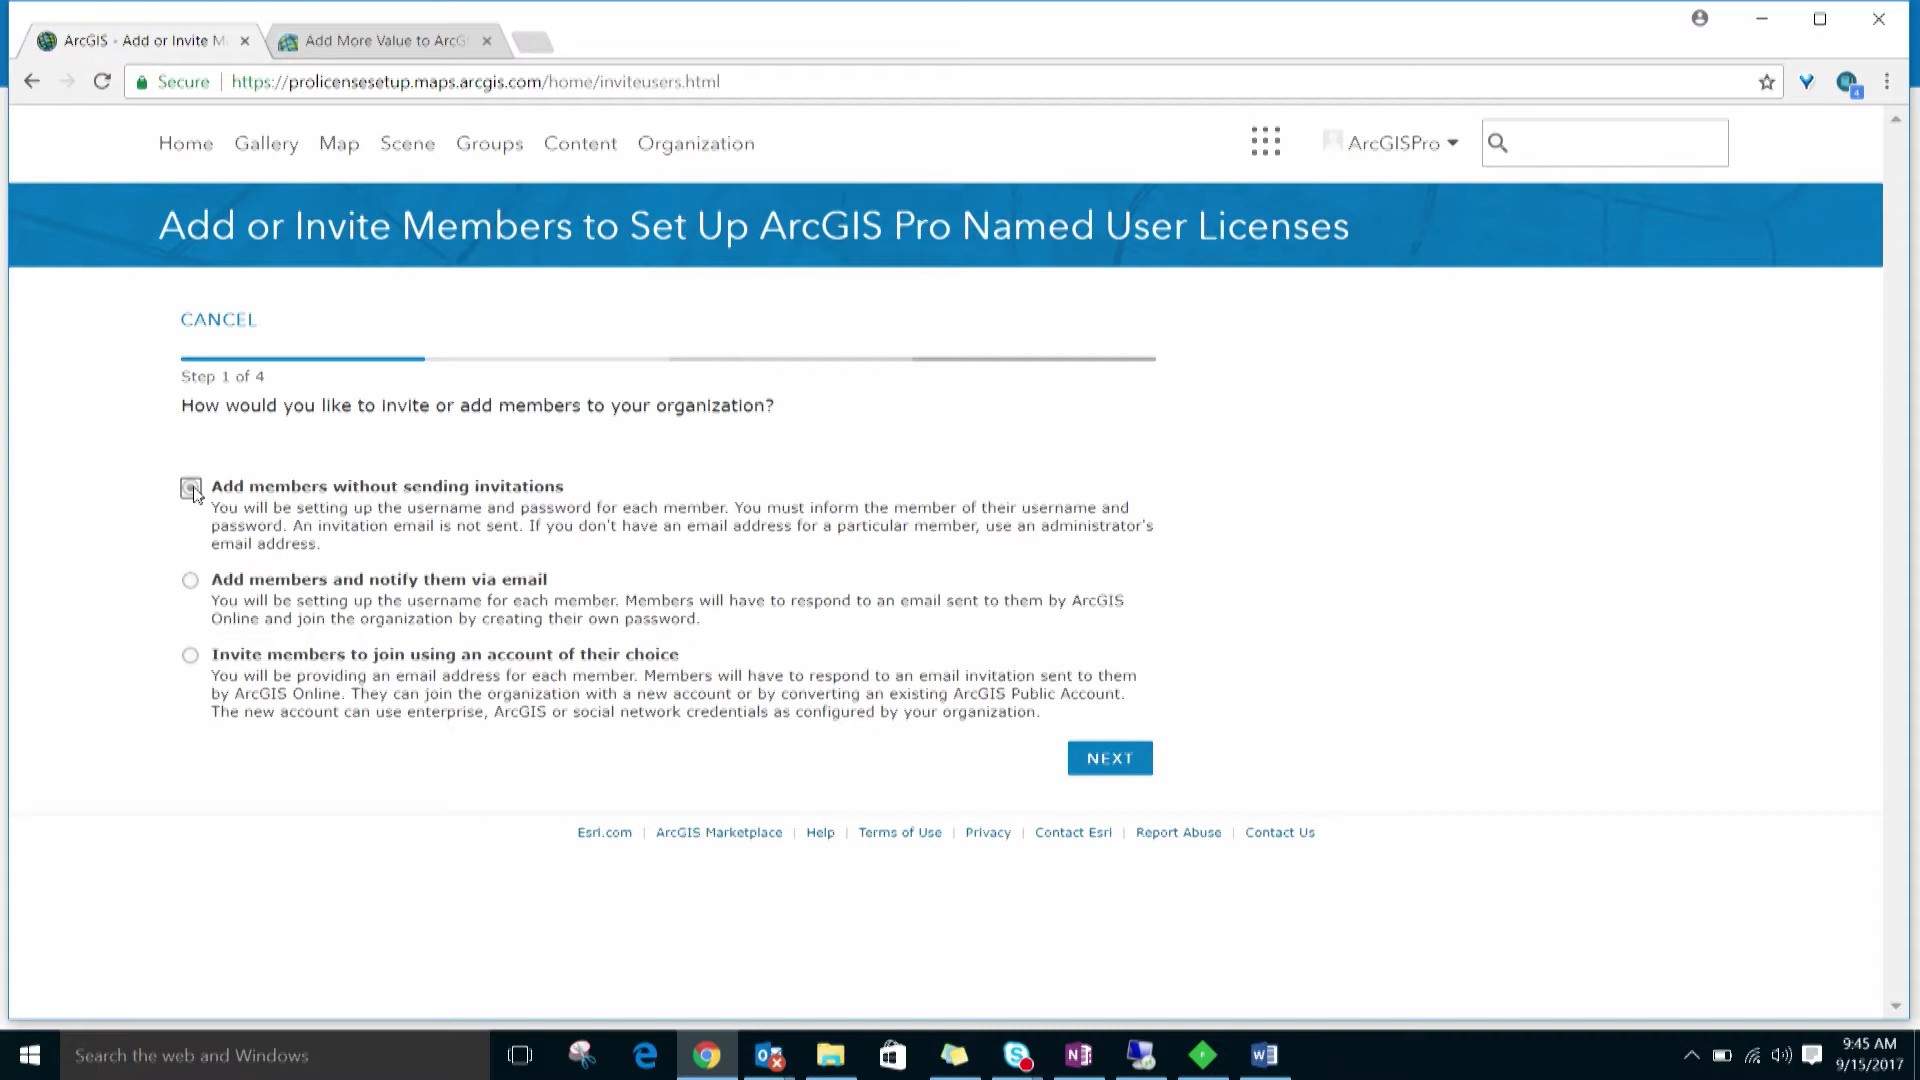 ArcGIS - Add or Invite M
Add More Value to ArcG
Secure
https://prolicensesetup.maps.arcgis.com/home/inviteusers.html
4
Home Gallery Map Scene Groups Content Organization
ArcGISPro
Add or Invite Members to Set Up ArcGIS Pro Named User Licenses
CANCEL
Step 1 of 4
How would you like to invite or add members to your organization?
Add members without sending invitations
You will be setting up the username and password for each member. You must inform the member of their username and
password. An invitation email is not sent. If you don't have an email address for a particular member, use an administrator's
email address.
Add members and notify them via email
You will be setting up the username for each member. Members will have to respond to an email sent to them by ArcGIS
Online and join the organization by creating their own password.
Invite members to join using an account of their choice
You will be providing an email address for each member. Members will have to respond to an email invitation sent to them
by ArcGIS Online. They can join the organization with a new account or by converting an existing ArcGIS Public Account.
The new account can use enterprise, ArcGIS or social network credentials as configured by your organization.
NEXT
Esri.com | ArcGIS Marketplace | Help | Terms of Use | Privacy | Contact Esri | Report Abuse | Contact Us
Search the web and Windows
9:45 AM
9/15/2017